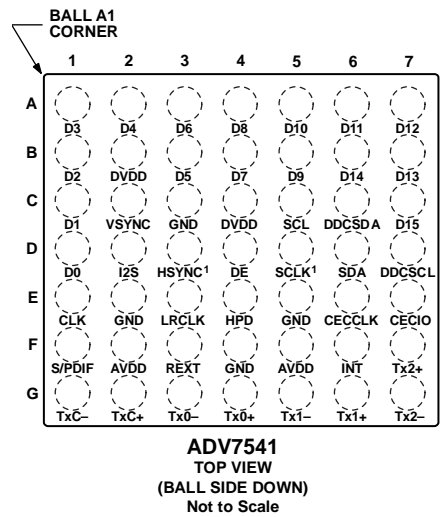 BALL A1
CORNER
1 2 3 4 5 6 7
A
D3 D4 D6 D8 D10 D11 D12
B
D2 DVDD D5 D7 D9 D14 D13
C
D1 VSYNC GND DVDD SCL DDCSDA D15
D
D0 I2S HSYNC¹ DE SCLK¹ SDA DDCSCL
E
CLK GND LRCLK HPD GND CECCLK CECIO
F
S/PDIF AVDD REXT GND AVDD INT Tx2+
G
TxC– TxC+ Tx0– Tx0+ Tx1– Tx1+ Tx2–
ADV7541
TOP VIEW
(BALL SIDE DOWN)
Not to Scale